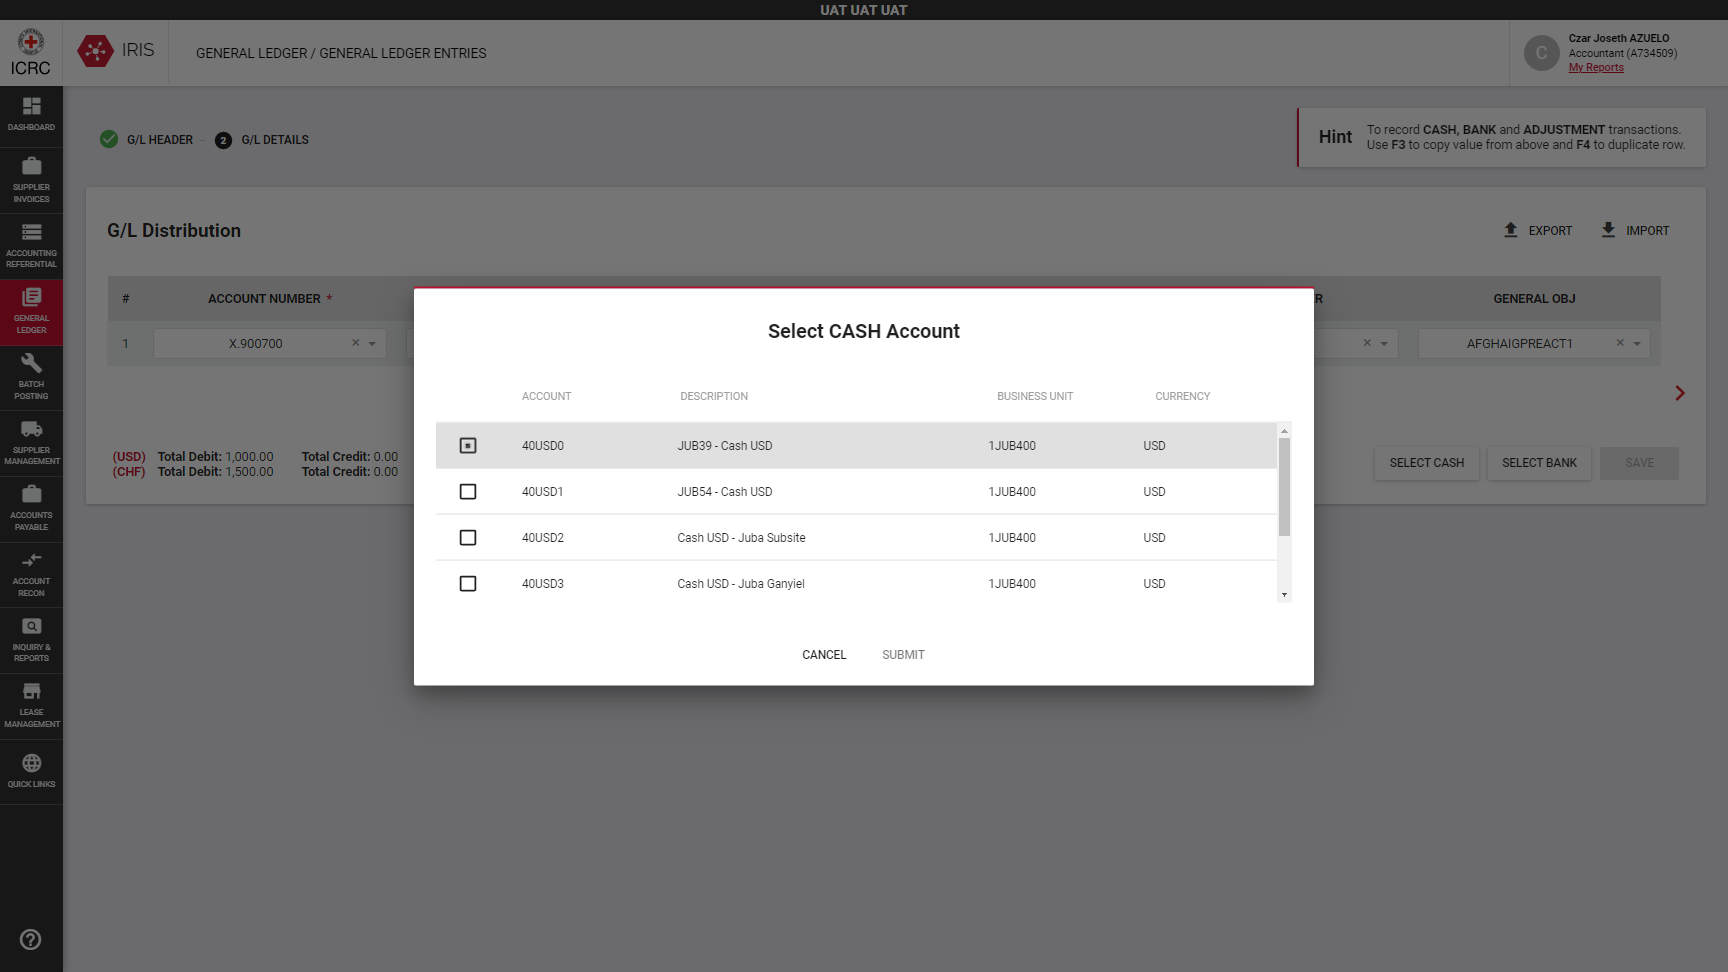 UAT UAT UAT
ICRC
IRIS
GENERAL LEDGER / GENERAL LEDGER ENTRIES
C
Czar Joseth AZUELO
Accountant (A734509)
My Reports
DASHBOARD
SUPPLIER
INVOICES
ACCOUNTING
REFERENTIAL
GENERAL
LEDGER
BATCH
POSTING
SUPPLIER
MANAGEMENT
ACCOUNTS
PAYABLE
ACCOUNT
RECON
INQUIRY &
REPORTS
LEASE
MANAGEMENT
QUICK LINKS
G/L HEADER
2 G/L DETAILS
Hint
To record CASH, BANK and ADJUSTMENT transactions.
Use F3 to copy value from above and F4 to duplicate row.
G/L Distribution
EXPORT
IMPORT
# ACCOUNT NUMBER * R GENERAL OBJ
1 X.900700 AFGHAIGPREACT1
(USD) Total Debit: 1,000.00 Total Credit: 0.00
(CHF) Total Debit: 1,500.00 Total Credit: 0.00
SELECT CASH
SELECT BANK
SAVE
Select CASH Account
ACCOUNT DESCRIPTION BUSINESS UNIT CURRENCY
40USD0 JUB39 - Cash USD 1JUB400 USD
40USD1 JUB54 - Cash USD 1JUB400 USD
40USD2 Cash USD - Juba Subsite 1JUB400 USD
40USD3 Cash USD - Juba Ganyiel 1JUB400 USD
CANCEL
SUBMIT